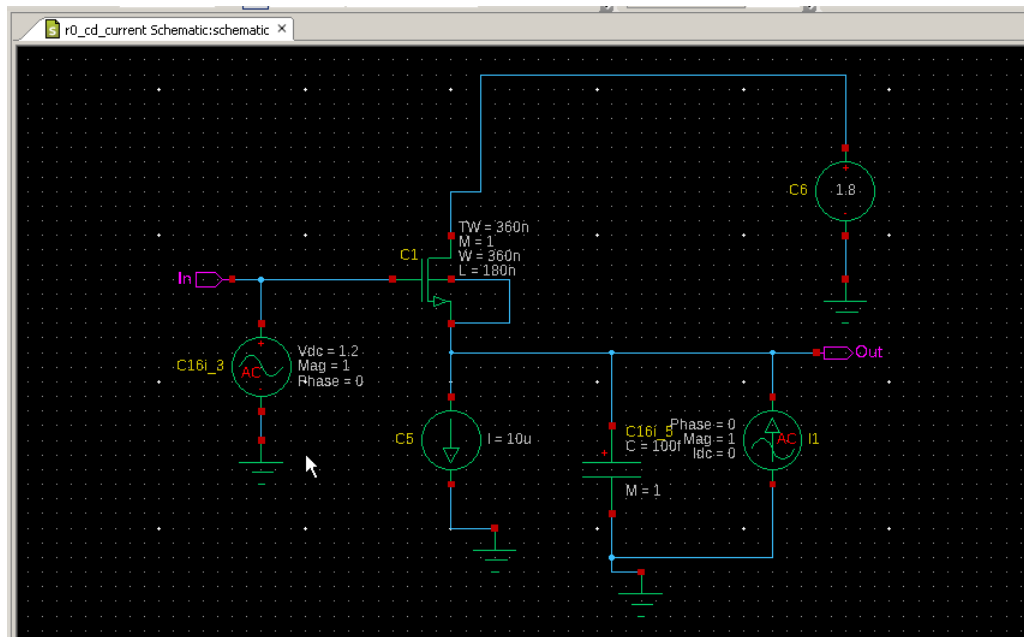 r0_cd_current Schematic:schematic ×
C6
1.8
TW = 360n
M = 1
W = 360n
L = 180n
C1
In
Out
C16i_3
AC
Vdc = 1.2
Mag = 1
Phase = 0
C5
I = 10u
C16i_5
C = 100f
M = 1
Phase = 0
Mag = 1
Idc = 0
AC
I1